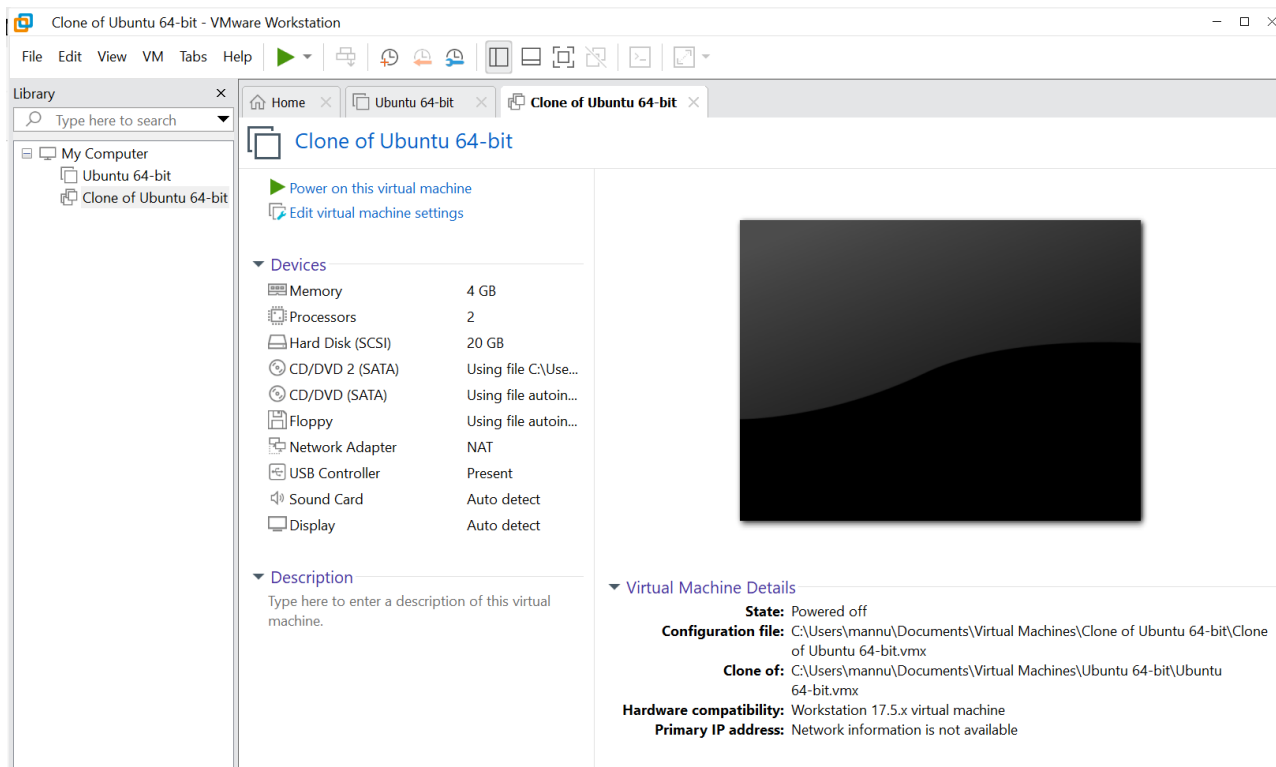 Clone of Ubuntu 64-bit - VMware Workstation
File Edit View VM Tabs Help
Library
Type here to search
My Computer
Ubuntu 64-bit
Clone of Ubuntu 64-bit
Home Ubuntu 64-bit Clone of Ubuntu 64-bit
Clone of Ubuntu 64-bit
Power on this virtual machine
Edit virtual machine settings
Devices
Memory 4 GB
Processors 2
Hard Disk (SCSI) 20 GB
CD/DVD 2 (SATA) Using file C:\Use...
CD/DVD (SATA) Using file autoin...
Floppy Using file autoin...
Network Adapter NAT
USB Controller Present
Sound Card Auto detect
Display Auto detect
Description
Type here to enter a description of this virtual
machine.
Virtual Machine Details
State: Powered off
Configuration file: C:\Users\mannu\Documents\Virtual Machines\Clone of Ubuntu 64-bit\Clone
of Ubuntu 64-bit.vmx
Clone of: C:\Users\mannu\Documents\Virtual Machines\Ubuntu 64-bit\Ubuntu
64-bit.vmx
Hardware compatibility: Workstation 17.5.x virtual machine
Primary IP address: Network information is not available